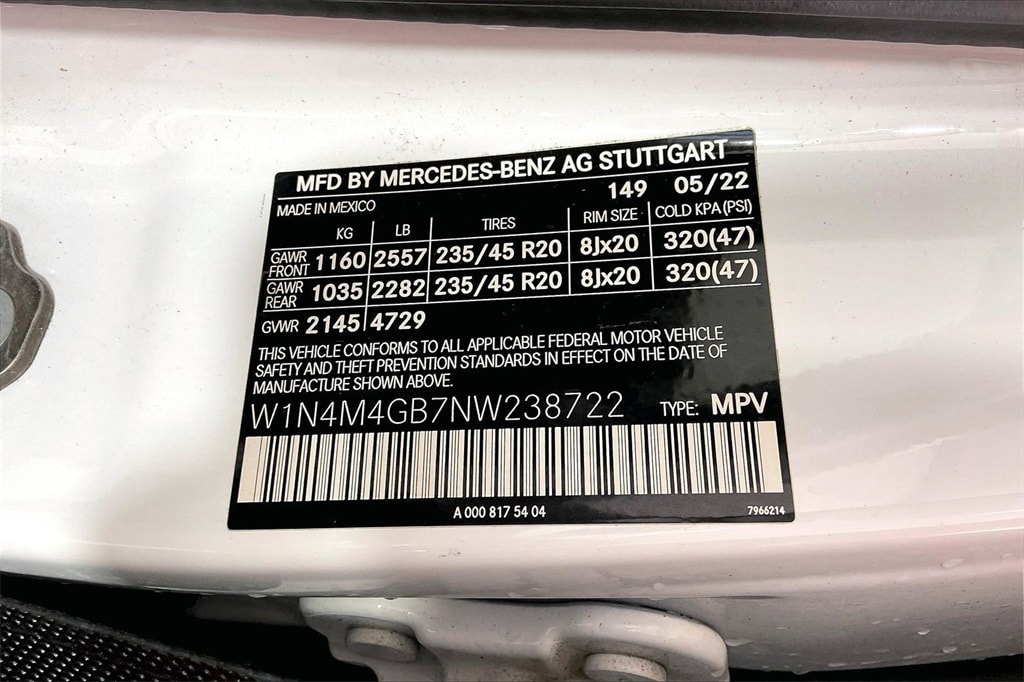 MFD BY MERCEDES-BENZ AG STUTTGART
MADE IN MEXICO 149 05/22
KG LB TIRES RIM SIZE COLD KPA (PSI)
GAWR FRONT 1160 2557 235/45 R20 8Jx20 320(47)
GAWR REAR 1035 2282 235/45 R20 8Jx20 320(47)
GVWR 2145 4729
THIS VEHICLE CONFORMS TO ALL APPLICABLE FEDERAL MOTOR VEHICLE
SAFETY AND THEFT PREVENTION STANDARDS IN EFFECT ON THE DATE OF
MANUFACTURE SHOWN ABOVE.
W1N4M4GB7NW238722 TYPE: MPV
A 000 817 54 04 7966214